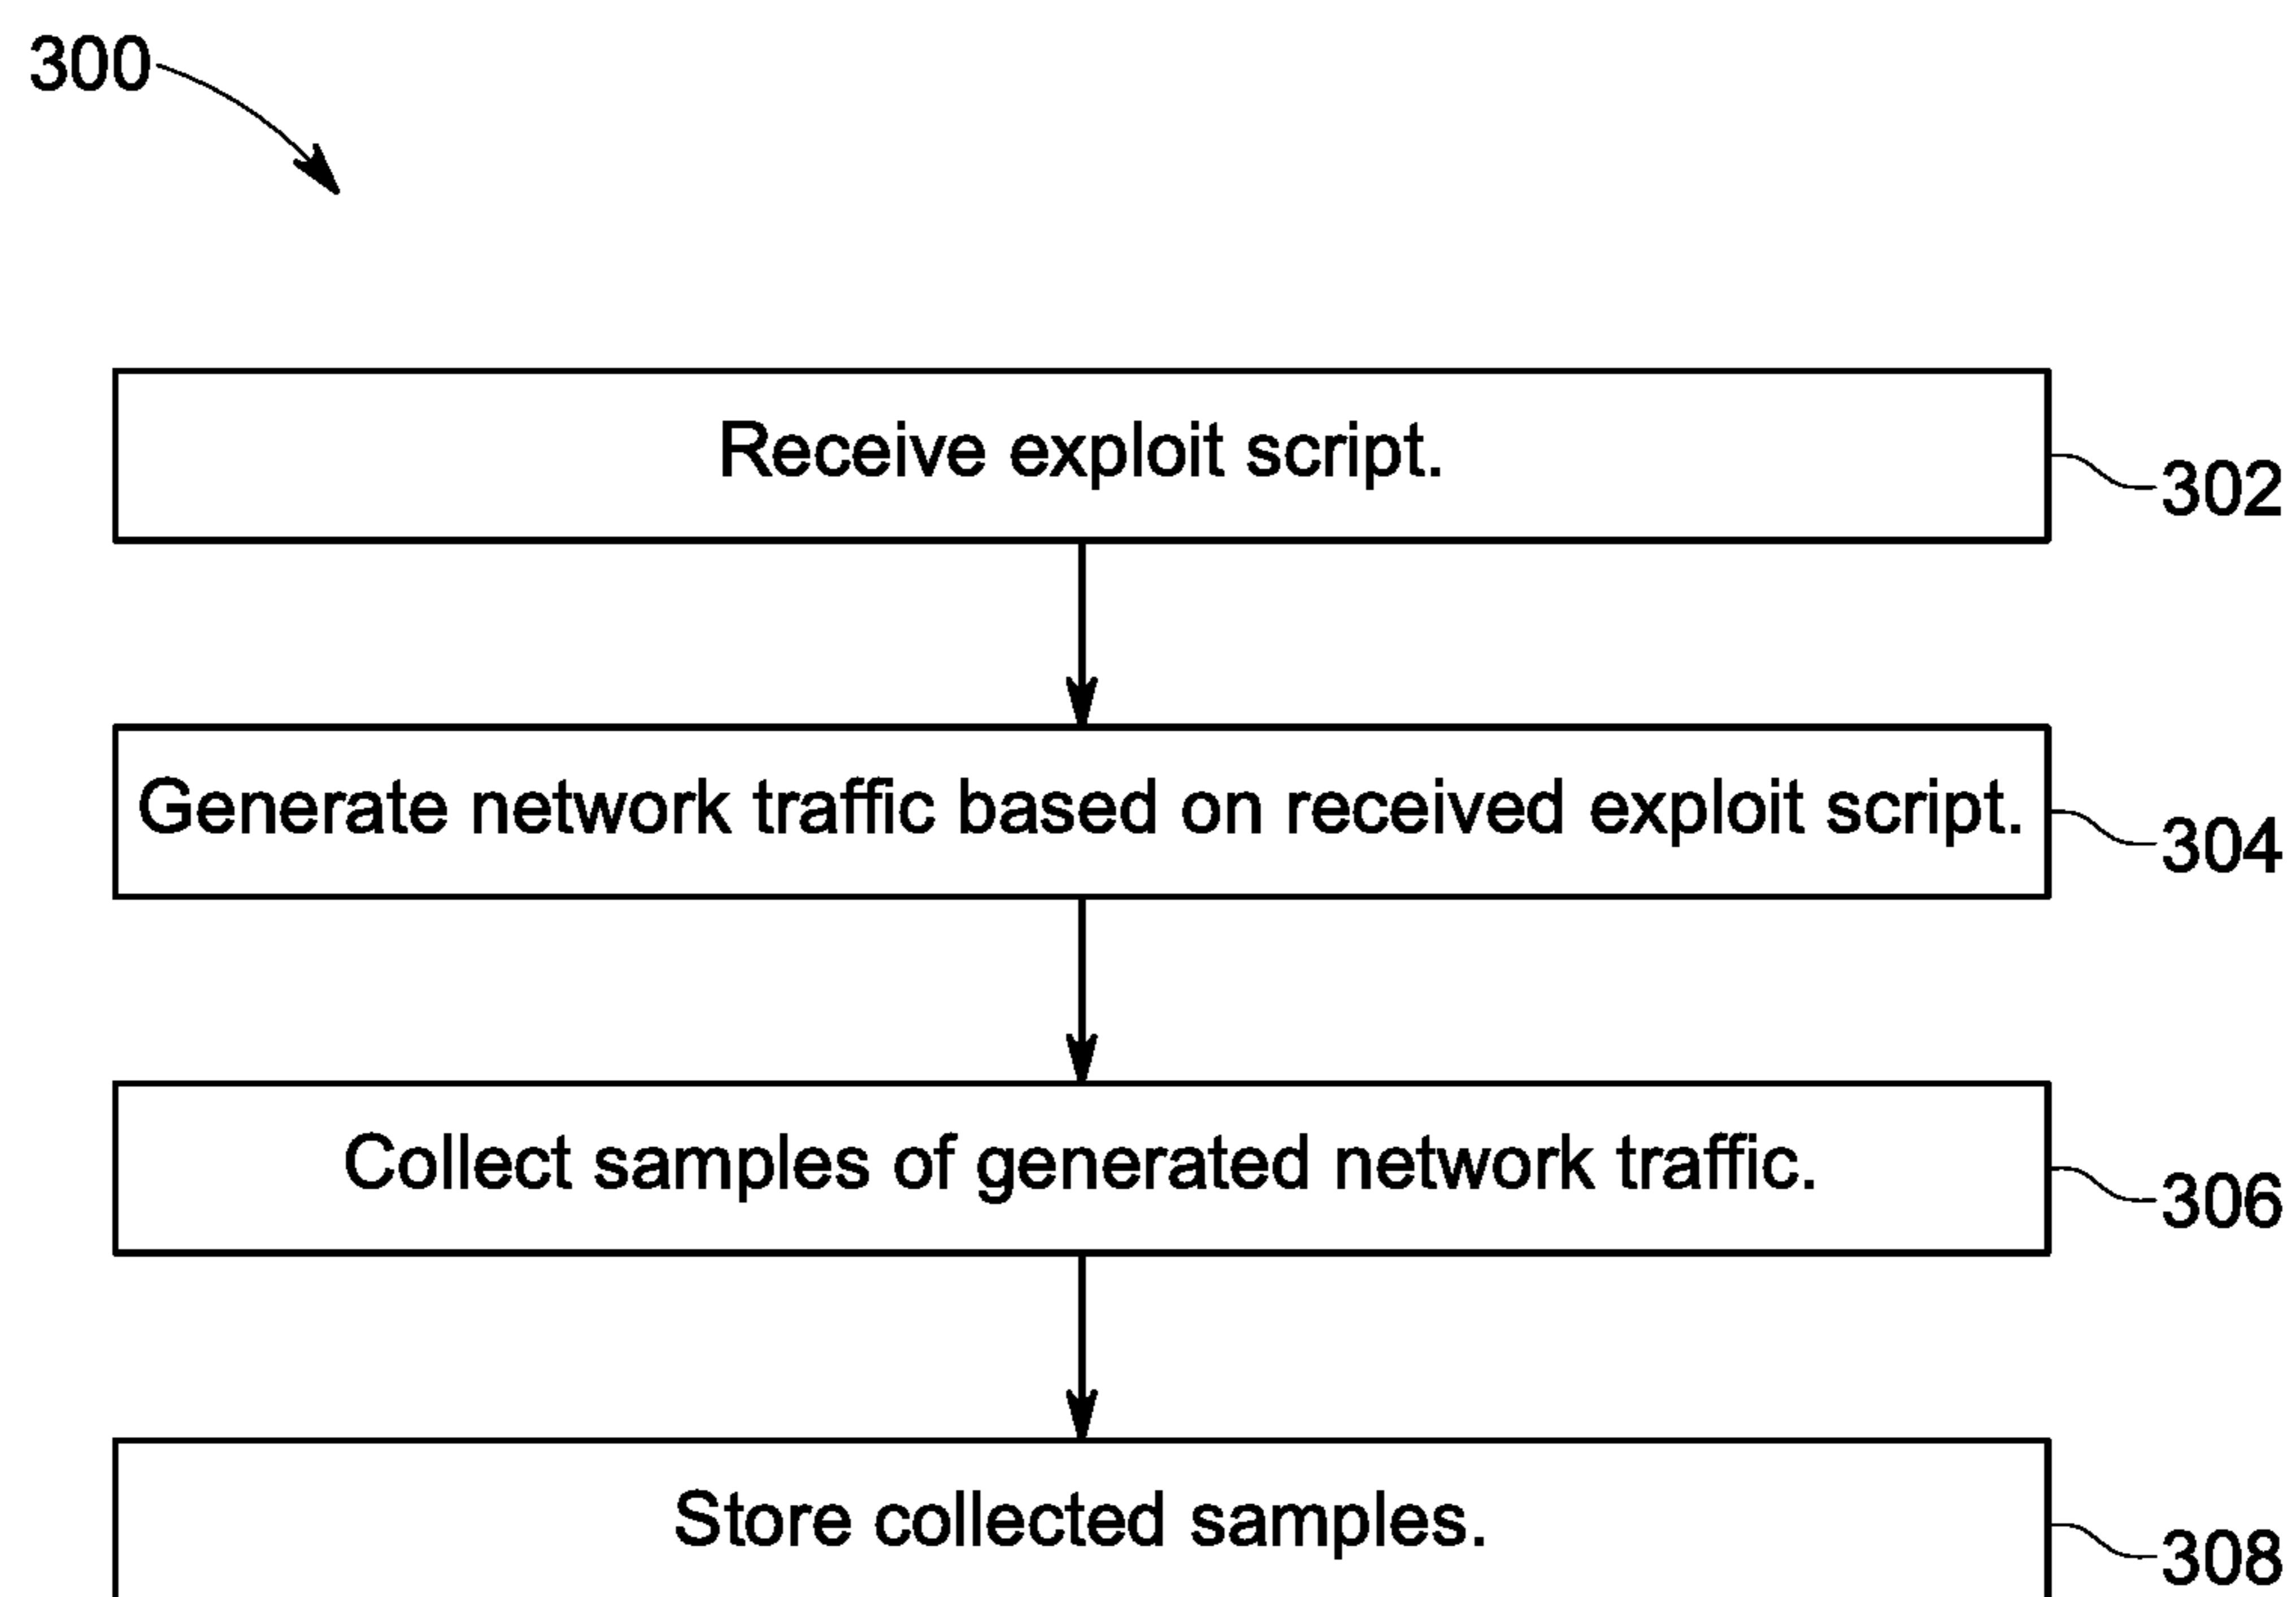 300
Receive exploit script.
302
Generate network traffic based on received exploit script.
304
Collect samples of generated network traffic.
306
Store collected samples.
308